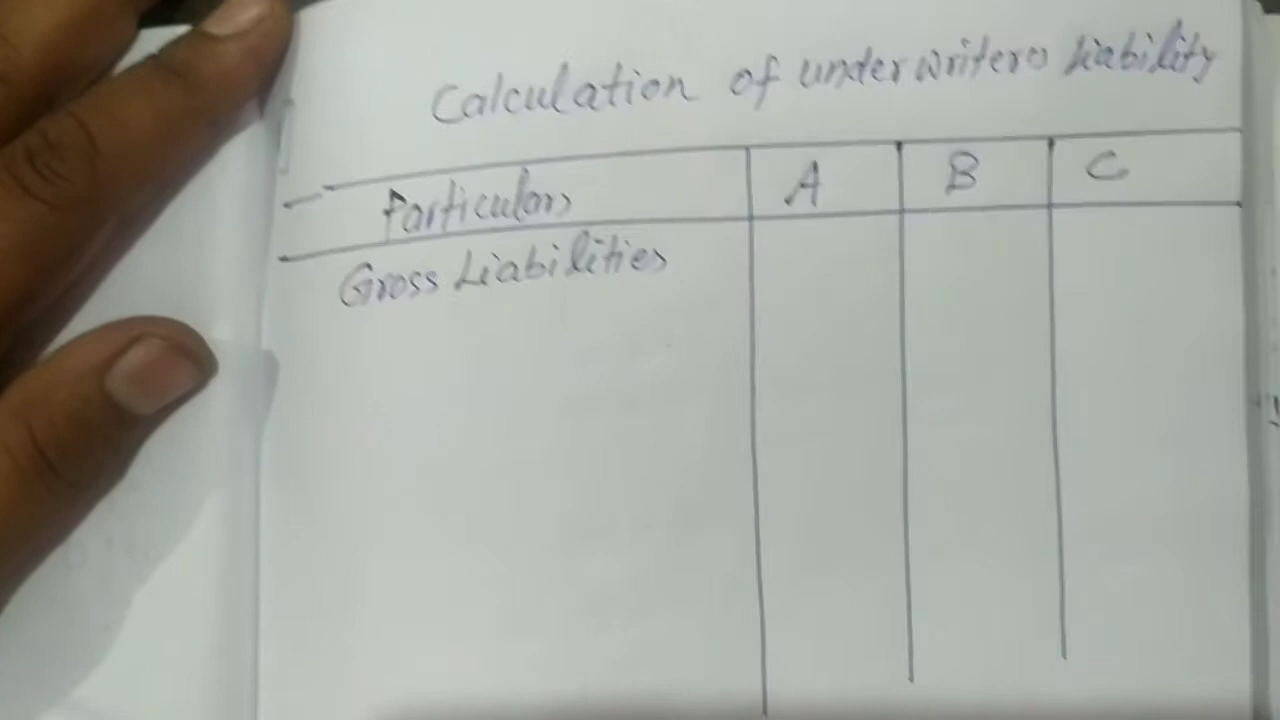 Calculation of underwriters liability
Particulars A B C
Gross Liabilities